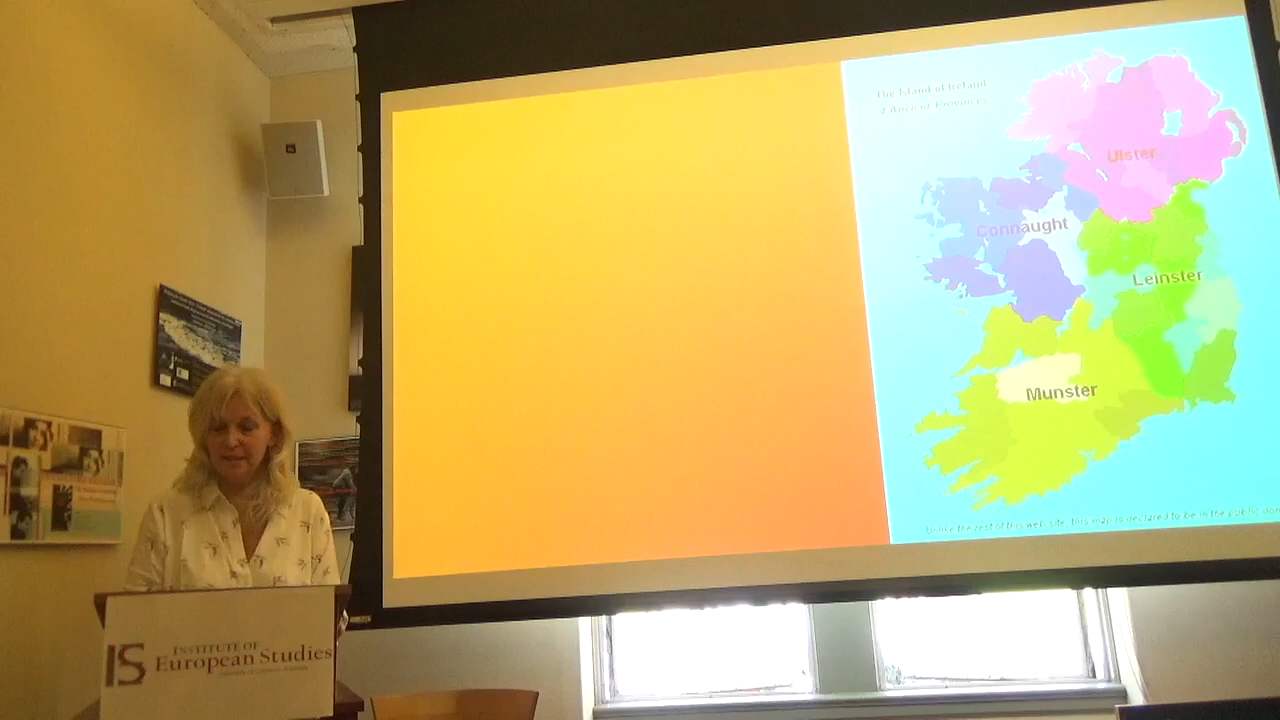 The Island of Ireland
4 Ancient Provinces
Ulster
Connaught
Leinster
Munster
Unlike the rest of this web site, this map is declared to be in the public dom
IS
INSTITUTE OF
European Studies